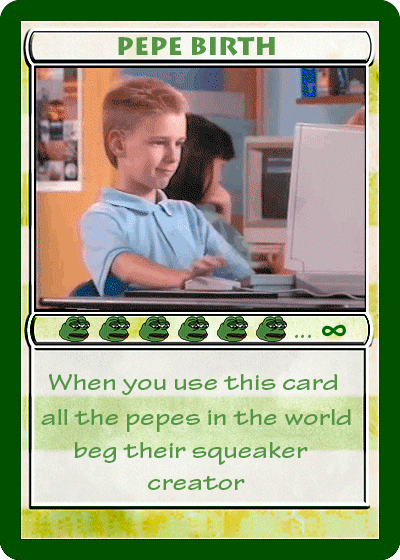 PEPE BIRTH
... ∞
When you use this card
all the pepes in the world
beg their squeaker
creator